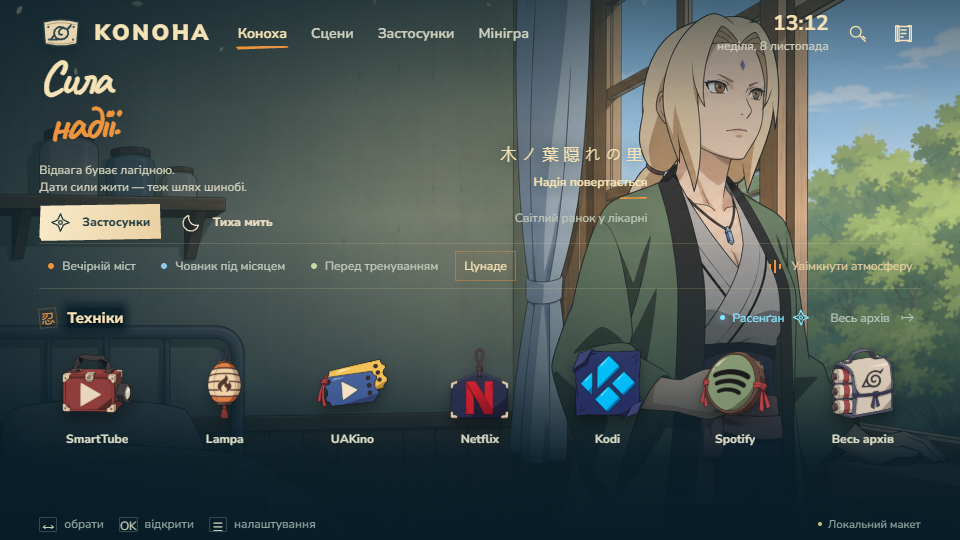 KONOHA
Коноха
Сцени
Застосунки
Мінігра
13:12
неділя, 8 листопада
Сила
надії.
木ノ葉隠れの里
Надія повертається
Світлий ранок у лікарні
Відвага буває лагідною.
Дати сили жити — теж шлях шинобі.
Застосунки
Тиха мить
Вечірній міст
Човник під місяцем
Перед тренуванням
Цунаде
Увімкнути атмосферу
忍
Техніки
Расенґан
Весь архів
N
SmartTube
Lampa
UAKino
Netflix
Kodi
Spotify
Весь архів
обрати
OK
відкрити
налаштування
Локальний макет